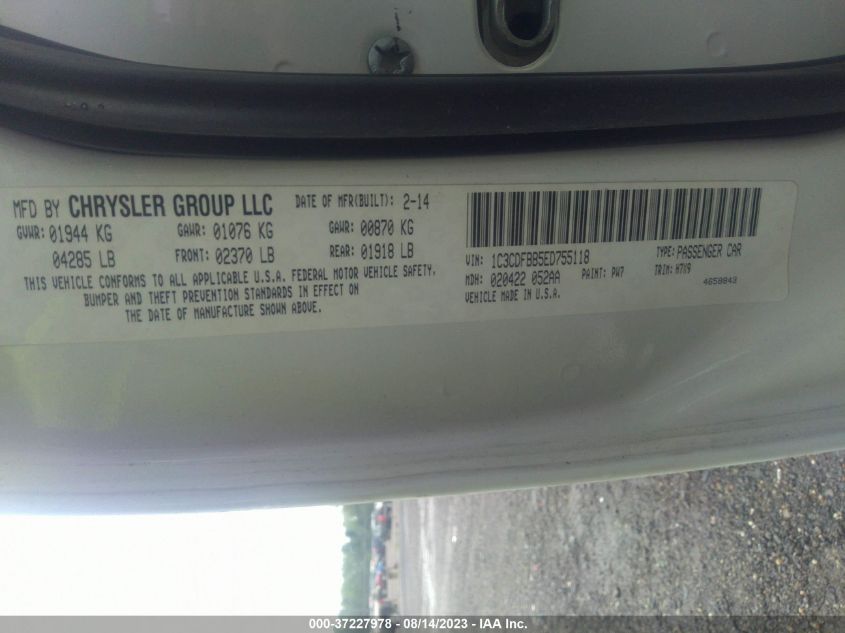 MFD BY CHRYSLER GROUP LLC DATE OF MFR(BUILT): 2-14
GVWR: 01944 KG GAWR: 01076 KG GAWR: 00870 KG
04285 LB FRONT: 02370 LB REAR: 01918 LB
THIS VEHICLE CONFORMS TO ALL APPLICABLE U.S.A. FEDERAL MOTOR VEHICLE SAFETY,
BUMPER AND THEFT PREVENTION STANDARDS IN EFFECT ON
THE DATE OF MANUFACTURE SHOWN ABOVE.
VIN: 1C3CDFBB5ED755118 TYPE: PASSENGER CAR
MDH: 020422 052AA PAINT: PW7 TRIM: H7X9
VEHICLE MADE IN U.S.A. 4658843
000-37227978 - 08/14/2023 - IAA Inc.